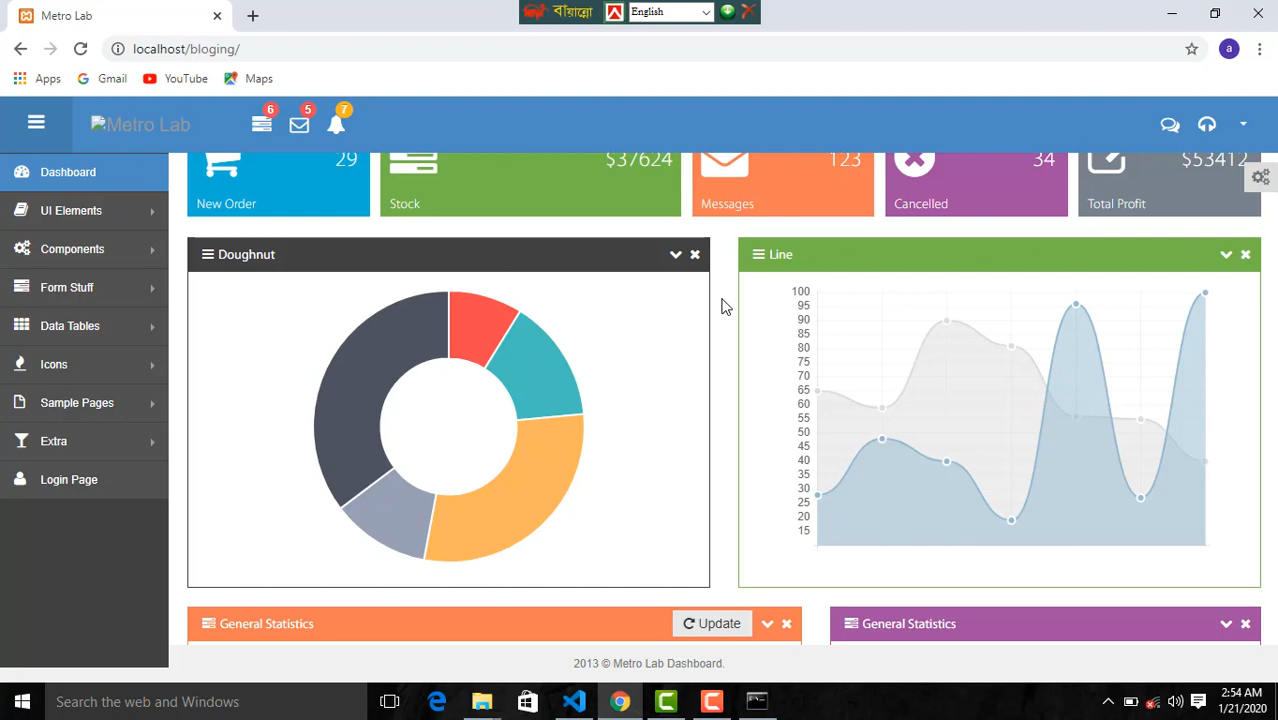 Metro Lab
বায়ান্নো
English
localhost/bloging/
a
Apps
Gmail
YouTube
Maps
Metro Lab
6
5
7
Dashboard
UI Elements
Components
Form Stuff
Data Tables
Icons
Sample Pages
Extra
Login Page
29
New Order
$37624
Stock
123
Messages
34
Cancelled
$53412
Total Profit
Doughnut
Line
100
95
90
85
80
75
70
65
60
55
50
45
40
35
30
25
20
15
General Statistics
Update
General Statistics
2013 © Metro Lab Dashboard.
Search the web and Windows
2:54 AM
1/21/2020